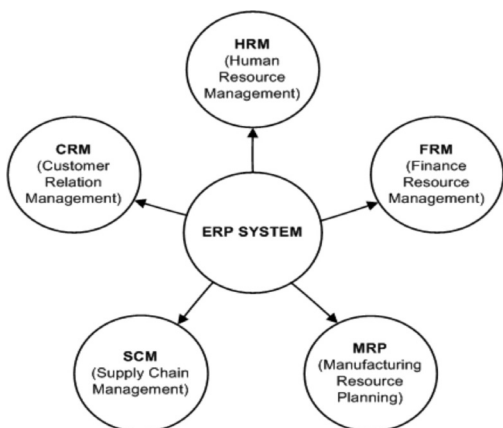 HRM
(Human
Resource
Management)
CRM
(Customer
Relation
Management)
FRM
(Finance
Resource
Management)
ERP SYSTEM
SCM
(Supply Chain
Management)
MRP
(Manufacturing
Resource
Planning)